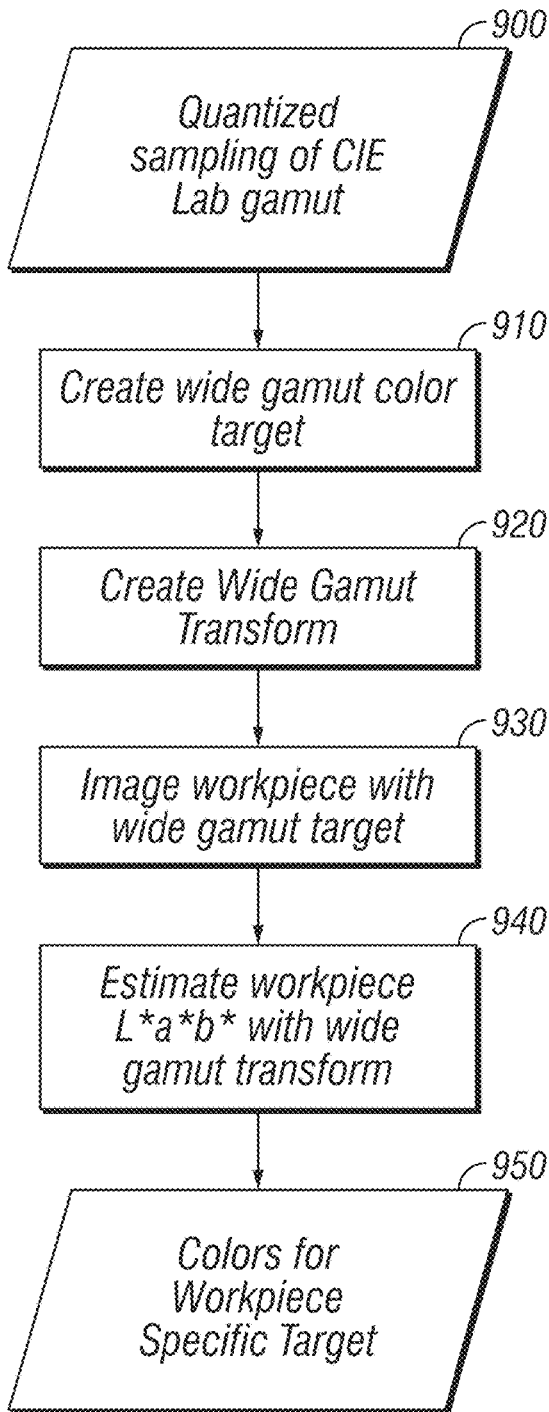 900
Quantized
sampling of CIE
Lab gamut
910
Create wide gamut color
target
920
Create Wide Gamut
Transform
930
Image workpiece with
wide gamut target
940
Estimate workpiece
L*a*b* with wide
gamut transform
950
Colors for
Workpiece
Specific Target